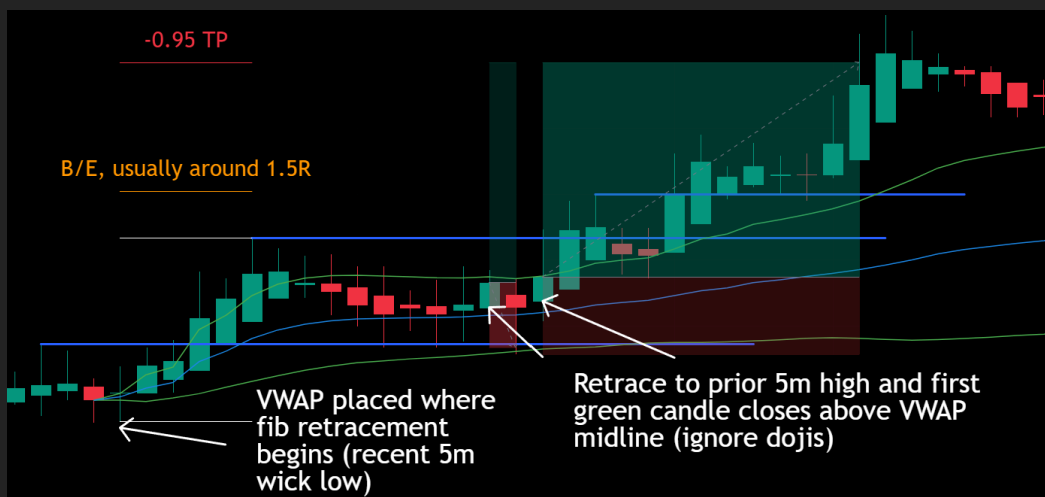 -0.95 TP
B/E, usually around 1.5R
VWAP placed where
fib retracement
begins (recent 5m
wick low)
Retrace to prior 5m high and first
green candle closes above VWAP
midline (ignore dojis)